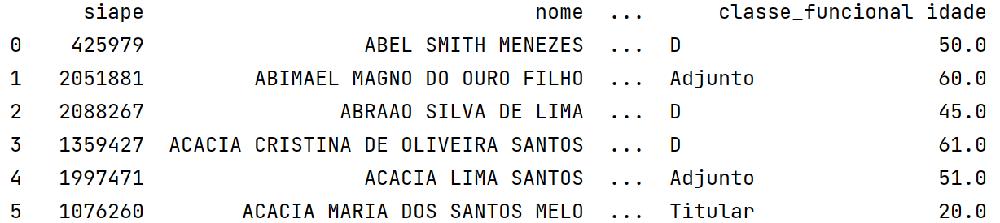 siape nome ... classe_funcional idade
0 425979 ABEL SMITH MENEZES ... D 50.0
1 2051881 ABIMAEL MAGNO DO OURO FILHO ... Adjunto 60.0
2 2088267 ABRAAO SILVA DE LIMA ... D 45.0
3 1359427 ACACIA CRISTINA DE OLIVEIRA SANTOS ... D 61.0
4 1997471 ACACIA LIMA SANTOS ... Adjunto 51.0
5 1076260 ACACIA MARIA DOS SANTOS MELO ... Titular 20.0